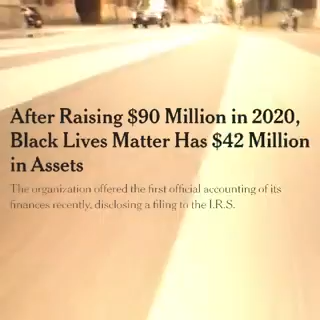 After Raising $90 Million in 2020,
Black Lives Matter Has $42 Million
in Assets
The organization offered the first official accounting of its
finances recently, disclosing a filing to the I.R.S.